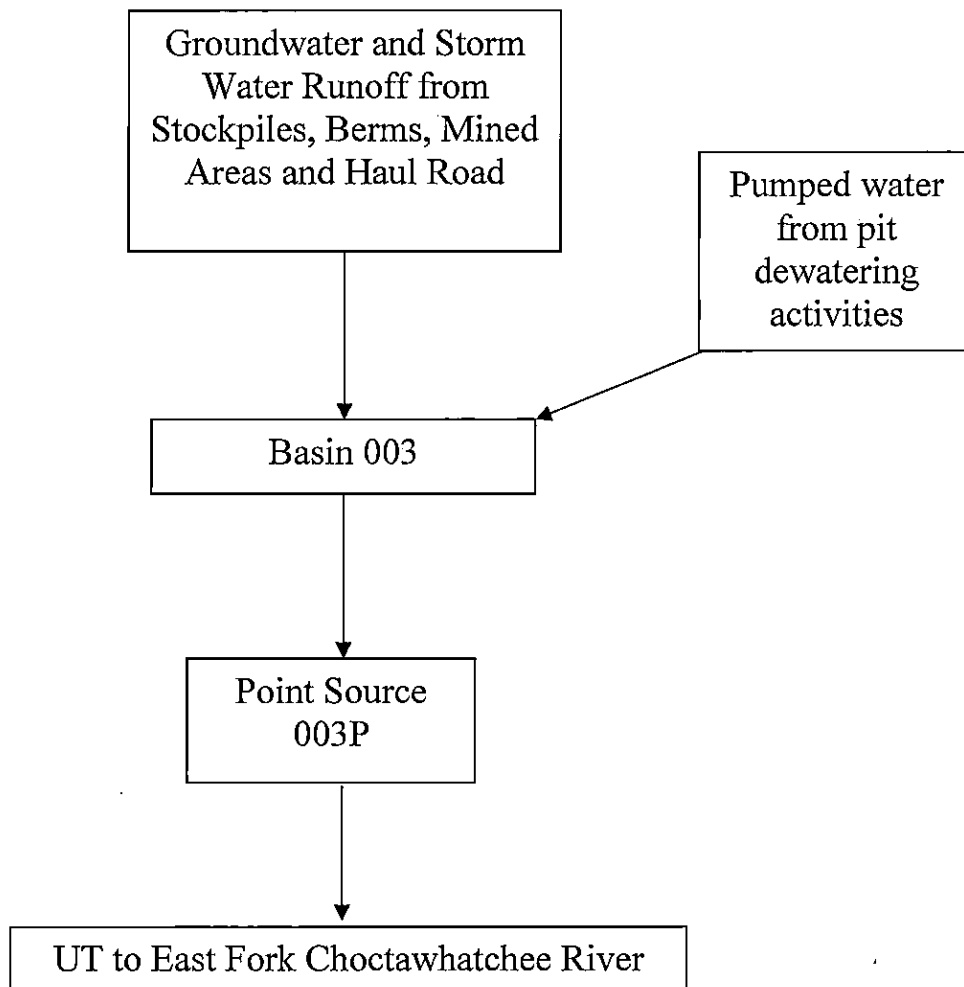 Groundwater and Storm
Water Runoff from
Stockpiles, Berms, Mined
Areas and Haul Road
Pumped water
from pit
dewatering
activities
Basin 003
Point Source
003P
UT to East Fork Choctawhatchee River